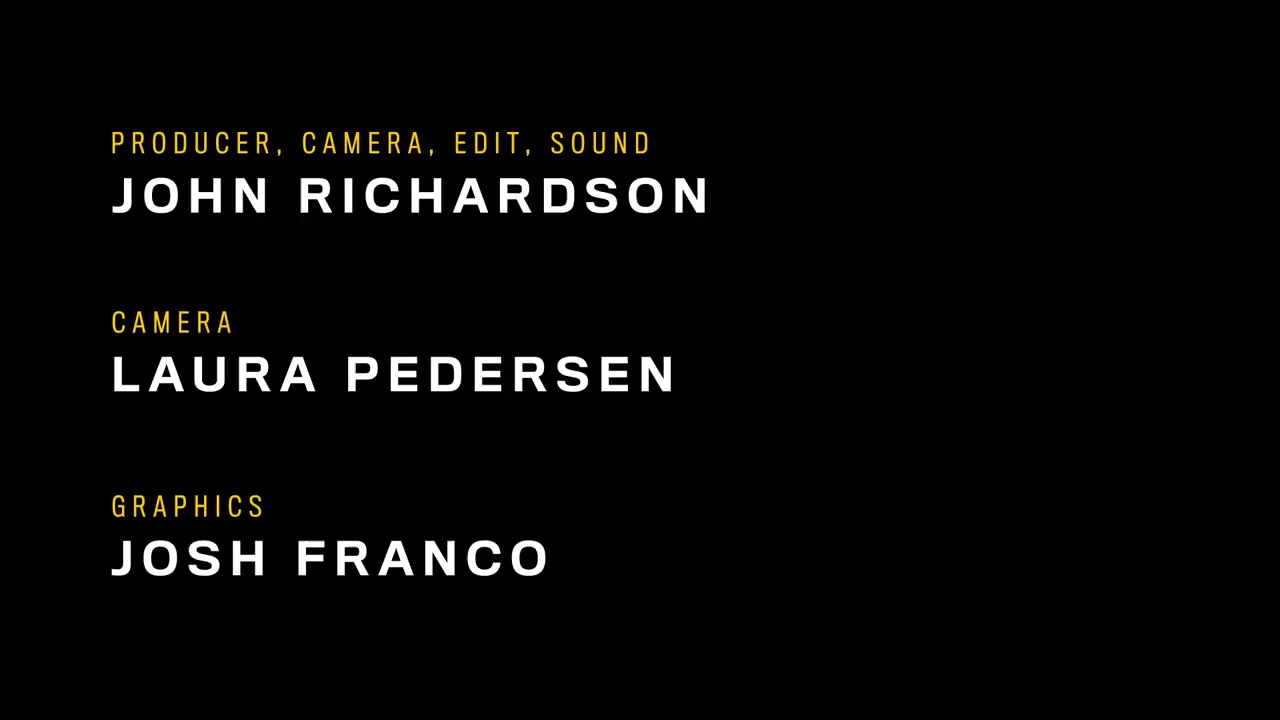 PRODUCER, CAMERA, EDIT, SOUND
JOHN RICHARDSON
CAMERA
LAURA PEDERSEN
GRAPHICS
JOSH FRANCO